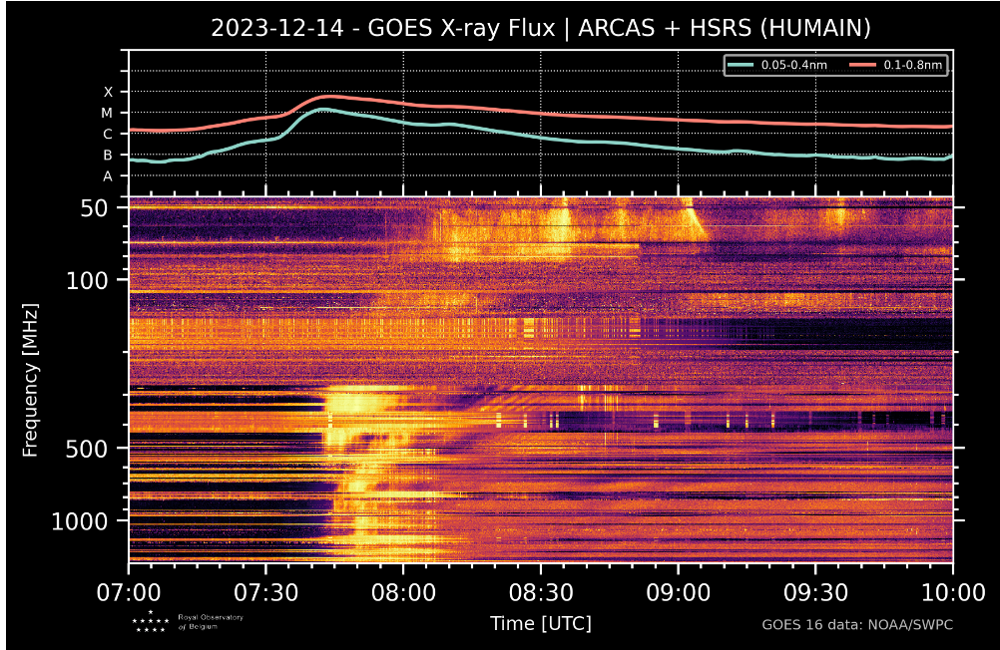 2023-12-14 - GOES X-ray Flux | ARCAS + HSRS (HUMAIN)
0.05-0.4nm 0.1-0.8nm
X
M
C
B
A
50
100
500
1000
Frequency [MHz]
07:00 07:30 08:00 08:30 09:00 09:30 10:00
Time [UTC]
Royal Observatory
of Belgium
GOES 16 data: NOAA/SWPC